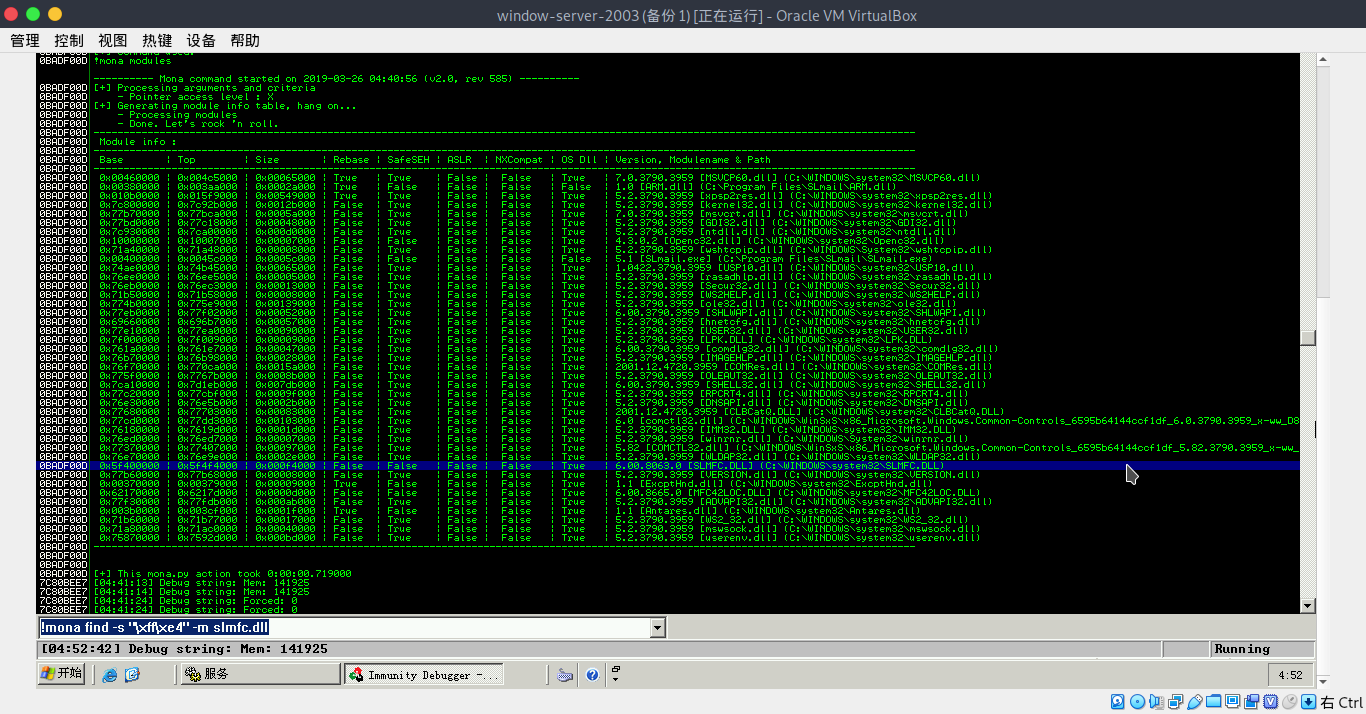 window-server-2003 (备份 1) [正在运行] - Oracle VM VirtualBox
管理 控制 视图 热键 设备 帮助
0BADF00D !mona modules
---------- Mona command started on 2019-03-26 04:40:56 (v2.0, rev 585) ----------
0BADF00D [+] Processing arguments and criteria
0BADF00D - Pointer access level : X
0BADF00D [+] Generating module info table, hang on...
0BADF00D - Processing modules
0BADF00D - Done. Let's rock 'n roll.
0BADF00D
0BADF00D Module info :
0BADF00D
0BADF00D Base | Top | Size | Rebase | SafeSEH | ASLR | NXCompat | OS Dll | Version, Modulename & Path
0BADF00D
0BADF00D 0x00460000 | 0x004c5000 | 0x00065000 | True | True | False | False | True | 7.0.3790.3959 [MSVCP60.dll] (C:\WINDOWS\system32\MSVCP60.dll)
0BADF00D 0x00380000 | 0x003aa000 | 0x0002a000 | True | False | False | False | False | 1.0 [ARM.dll] (C:\Program Files\SLmail\ARM.dll)
0BADF00D 0x010b0000 | 0x015f9000 | 0x00549000 | True | True | False | False | True | 5.2.3790.3959 [xpsp2res.dll] (C:\WINDOWS\system32\xpsp2res.dll)
0BADF00D 0x7c800000 | 0x7c92b000 | 0x0012b000 | False | True | False | False | True | 5.2.3790.3959 [kernel32.dll] (C:\WINDOWS\system32\kernel32.dll)
0BADF00D 0x77b70000 | 0x77bca000 | 0x0005a000 | False | True | False | False | True | 7.0.3790.3959 [msvcrt.dll] (C:\WINDOWS\system32\msvcrt.dll)
0BADF00D 0x77bd0000 | 0x77c18000 | 0x00048000 | False | True | False | False | True | 5.2.3790.3959 [GDI32.dll] (C:\WINDOWS\system32\GDI32.dll)
0BADF00D 0x7c930000 | 0x7ca00000 | 0x000d0000 | False | True | False | False | True | 5.2.3790.3959 [ntdll.dll] (C:\WINDOWS\system32\ntdll.dll)
0BADF00D 0x10000000 | 0x10007000 | 0x00007000 | False | False | False | False | True | 4.3.0.2 [Openc32.dll] (C:\WINDOWS\system32\Openc32.dll)
0BADF00D 0x71a40000 | 0x71a48000 | 0x00008000 | False | True | False | False | True | 5.2.3790.3959 [wshtcpip.dll] (C:\WINDOWS\System32\wshtcpip.dll)
0BADF00D 0x00400000 | 0x0045c000 | 0x0005c000 | False | False | False | False | False | 5.1 [SLmail.exe] (C:\Program Files\SLmail\SLmail.exe)
0BADF00D 0x74ae0000 | 0x74b45000 | 0x00065000 | False | True | False | False | True | 1.0422.3790.3959 [USP10.dll] (C:\WINDOWS\system32\USP10.dll)
0BADF00D 0x76ee0000 | 0x76ee5000 | 0x00005000 | False | True | False | False | True | 5.2.3790.3959 [rasadhlp.dll] (C:\WINDOWS\system32\rasadhlp.dll)
0BADF00D 0x76eb0000 | 0x76ec3000 | 0x00013000 | False | True | False | False | True | 5.2.3790.3959 [Secur32.dll] (C:\WINDOWS\system32\Secur32.dll)
0BADF00D 0x71b50000 | 0x71b58000 | 0x00008000 | False | True | False | False | True | 5.2.3790.3959 [WS2HELP.dll] (C:\WINDOWS\system32\WS2HELP.dll)
0BADF00D 0x774b0000 | 0x775e9000 | 0x00139000 | False | True | False | False | True | 5.2.3790.3959 [ole32.dll] (C:\WINDOWS\system32\ole32.dll)
0BADF00D 0x77eb0000 | 0x77f02000 | 0x00052000 | False | True | False | False | True | 6.00.3790.3959 [SHLWAPI.dll] (C:\WINDOWS\system32\SHLWAPI.dll)
0BADF00D 0x69660000 | 0x696b7000 | 0x00057000 | False | True | False | False | True | 5.2.3790.3959 [hnetcfg.dll] (C:\WINDOWS\system32\hnetcfg.dll)
0BADF00D 0x77e10000 | 0x77ea0000 | 0x00090000 | False | True | False | False | True | 5.2.3790.3959 [USER32.dll] (C:\WINDOWS\system32\USER32.dll)
0BADF00D 0x7f000000 | 0x7f009000 | 0x00009000 | False | True | False | False | True | 5.2.3790.3959 [LPK.DLL] (C:\WINDOWS\system32\LPK.DLL)
0BADF00D 0x761a0000 | 0x761e7000 | 0x00047000 | False | True | False | False | True | 6.00.3790.3959 [comdlg32.dll] (C:\WINDOWS\system32\comdlg32.dll)
0BADF00D 0x76b70000 | 0x76b98000 | 0x00028000 | False | True | False | False | True | 5.2.3790.3959 [IMAGEHLP.dll] (C:\WINDOWS\system32\IMAGEHLP.dll)
0BADF00D 0x76f70000 | 0x770ca000 | 0x0015a000 | False | True | False | False | True | 2001.12.4720.3959 [COMRes.dll] (C:\WINDOWS\system32\COMRes.dll)
0BADF00D 0x775f0000 | 0x7767b000 | 0x0008b000 | False | True | False | False | True | 5.2.3790.3959 [OLEAUT32.dll] (C:\WINDOWS\system32\OLEAUT32.dll)
0BADF00D 0x7ca10000 | 0x7d1eb000 | 0x007db000 | False | True | False | False | True | 6.00.3790.3959 [SHELL32.dll] (C:\WINDOWS\system32\SHELL32.dll)
0BADF00D 0x77c20000 | 0x77cbf000 | 0x0009f000 | False | True | False | False | True | 5.2.3790.3959 [RPCRT4.dll] (C:\WINDOWS\system32\RPCRT4.dll)
0BADF00D 0x76e30000 | 0x76e5b000 | 0x0002b000 | False | True | False | False | True | 5.2.3790.3959 [DNSAPI.dll] (C:\WINDOWS\system32\DNSAPI.dll)
0BADF00D 0x77680000 | 0x77703000 | 0x00083000 | False | True | False | False | True | 2001.12.4720.3959 [CLBCatQ.DLL] (C:\WINDOWS\system32\CLBCatQ.DLL)
0BADF00D 0x77cd0000 | 0x77dd3000 | 0x00103000 | False | True | False | False | True | 6.0 [comctl32.dll] (C:\WINDOWS\WinSxS\x86_Microsoft.Windows.Common-Controls_6595b64144ccf1df_6.0.3790.3959_x-ww_D8
0BADF00D 0x76180000 | 0x7619d000 | 0x0001d000 | False | True | False | False | True | 5.2.3790.3959 [IMM32.DLL] (C:\WINDOWS\system32\IMM32.DLL)
0BADF00D 0x76ed0000 | 0x76ed7000 | 0x00007000 | False | True | False | False | True | 5.2.3790.3959 [winrnr.dll] (C:\WINDOWS\System32\winrnr.dll)
0BADF00D 0x77370000 | 0x77407000 | 0x00097000 | False | True | False | False | True | 5.82 [COMCTL32.dll] (C:\WINDOWS\WinSxS\x86_Microsoft.Windows.Common-Controls_6595b64144ccf1df_5.82.3790.3959_x-ww_
0BADF00D 0x76e70000 | 0x76e9e000 | 0x0002e000 | False | True | False | False | True | 5.2.3790.3959 [WLDAP32.dll] (C:\WINDOWS\system32\WLDAP32.dll)
0BADF00D 0x5f400000 | 0x5f4f4000 | 0x000f4000 | False | False | False | False | True | 6.00.8063.0 [SLMFC.DLL] (C:\WINDOWS\system32\SLMFC.DLL)
0BADF00D 0x77b60000 | 0x77b68000 | 0x00008000 | False | True | False | False | True | 5.2.3790.3959 [VERSION.dll] (C:\WINDOWS\system32\VERSION.dll)
0BADF00D 0x00370000 | 0x00379000 | 0x00009000 | True | False | False | False | True | 1.1 [ExcptHnd.dll] (C:\WINDOWS\system32\ExcptHnd.dll)
0BADF00D 0x62170000 | 0x6217d000 | 0x0000d000 | False | False | False | False | True | 6.00.8665.0 [MFC42LOC.DLL] (C:\WINDOWS\system32\MFC42LOC.DLL)
0BADF00D 0x77f30000 | 0x77fdb000 | 0x000ab000 | False | True | False | False | True | 5.2.3790.3959 [ADVAPI32.dll] (C:\WINDOWS\system32\ADVAPI32.dll)
0BADF00D 0x003b0000 | 0x003cf000 | 0x0001f000 | True | False | False | False | True | 1.1 [Antares.dll] (C:\WINDOWS\system32\Antares.dll)
0BADF00D 0x71b60000 | 0x71b77000 | 0x00017000 | False | True | False | False | True | 5.2.3790.3959 [WS2_32.dll] (C:\WINDOWS\system32\WS2_32.dll)
0BADF00D 0x71a80000 | 0x71ac0000 | 0x00040000 | False | True | False | False | True | 5.2.3790.3959 [mswsock.dll] (C:\WINDOWS\system32\mswsock.dll)
0BADF00D 0x75870000 | 0x7592d000 | 0x000bd000 | False | True | False | False | True | 5.2.3790.3959 [userenv.dll] (C:\WINDOWS\system32\userenv.dll)
0BADF00D
0BADF00D
0BADF00D
0BADF00D [+] This mona.py action took 0:00:00.719000
7C80BEE7 [04:41:13] Debug string: Mem: 141925
7C80BEE7 [04:41:14] Debug string: Mem: 141925
7C80BEE7 [04:41:24] Debug string: Forced: 0
7C80BEE7 [04:41:24] Debug string: Forced: 0
!mona find -s "\xff\xe4" -m slmfc.dll
[04:52:42] Debug string: Mem: 141925 Running
开始 服务 Immunity Debugger -... 4:52
右 Ctrl